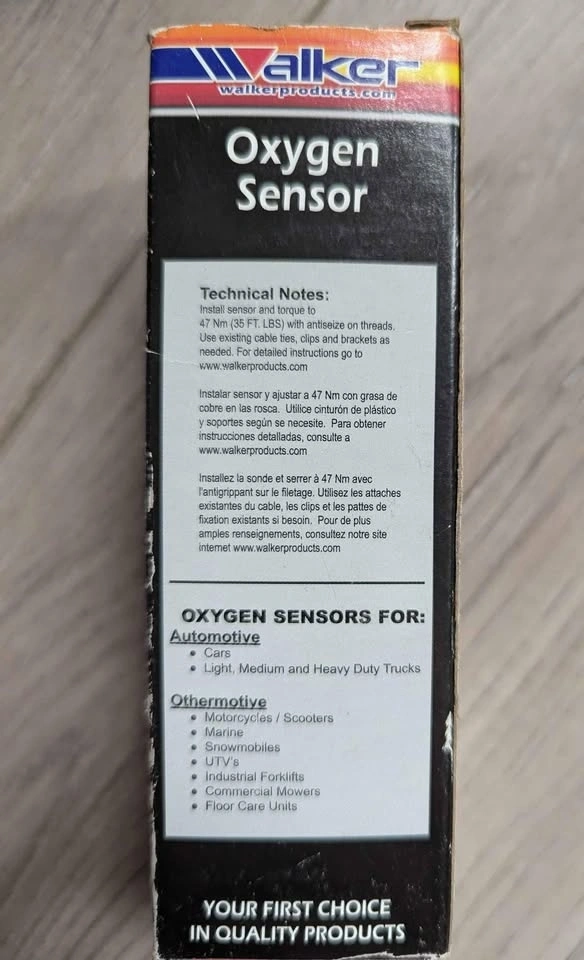 Walker
walkerproducts.com
Oxygen
Sensor
Technical Notes:
Install sensor and torque to
47 Nm (35 FT. LBS) with antiseize on threads.
Use existing cable ties, clips and brackets as
needed. For detailed instructions go to
www.walkerproducts.com
Instalar sensor y ajustar a 47 Nm con grasa de
cobre en las rosca. Utilice cinturón de plástico
y soportes según se necesite. Para obtener
instrucciones detalladas, consulte a
www.walkerproducts.com
Installez la sonde et serrer à 47 Nm avec
l'antigrippant sur le filetage. Utilisez les attaches
existantes du cable, les clips et les pattes de
fixation existants si besoin. Pour de plus
amples renseignements, consultez notre site
internet www.walkerproducts.com
OXYGEN SENSORS FOR:
Automotive
• Cars
• Light, Medium and Heavy Duty Trucks
Othermotive
• Motorcycles / Scooters
• Marine
• Snowmobiles
• UTV's
• Industrial Forklifts
• Commercial Mowers
• Floor Care Units
YOUR FIRST CHOICE
IN QUALITY PRODUCTS